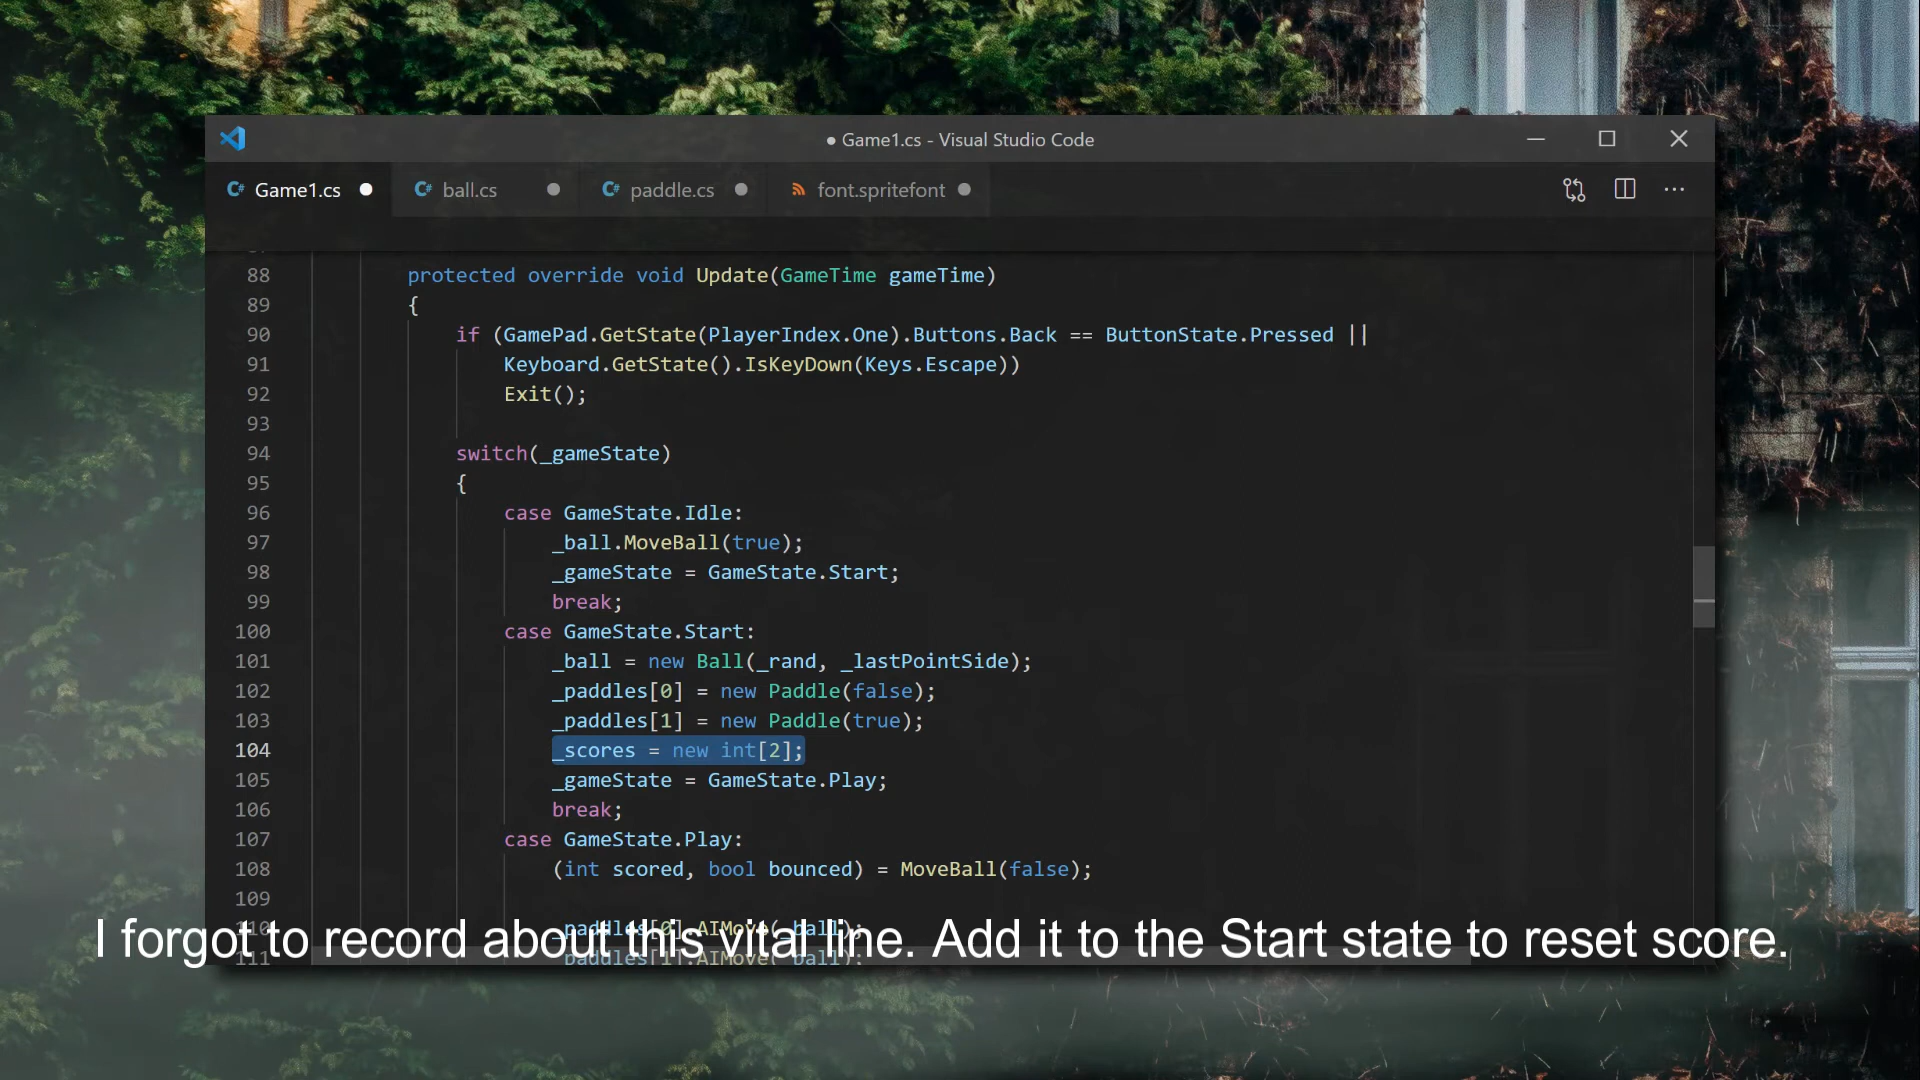 ● Game1.cs - Visual Studio Code
C# Game1.cs ● C# ball.cs ● C# paddle.cs ● font.spritefont ●
88 protected override void Update(GameTime gameTime)
89 {
90 if (GamePad.GetState(PlayerIndex.One).Buttons.Back == ButtonState.Pressed ||
91 Keyboard.GetState().IsKeyDown(Keys.Escape))
92 Exit();
93
94 switch(_gameState)
95 {
96 case GameState.Idle:
97 _ball.MoveBall(true);
98 _gameState = GameState.Start;
99 break;
100 case GameState.Start:
101 _ball = new Ball(_rand, _lastPointSide);
102 _paddles[0] = new Paddle(false);
103 _paddles[1] = new Paddle(true);
104 _scores = new int[2];
105 _gameState = GameState.Play;
106 break;
107 case GameState.Play:
108 (int scored, bool bounced) = MoveBall(false);
109
110 _paddles[0].AIMove(_ball);
111 _paddles[1].AIMove(_ball);
I forgot to record about this vital line. Add it to the Start state to reset score.